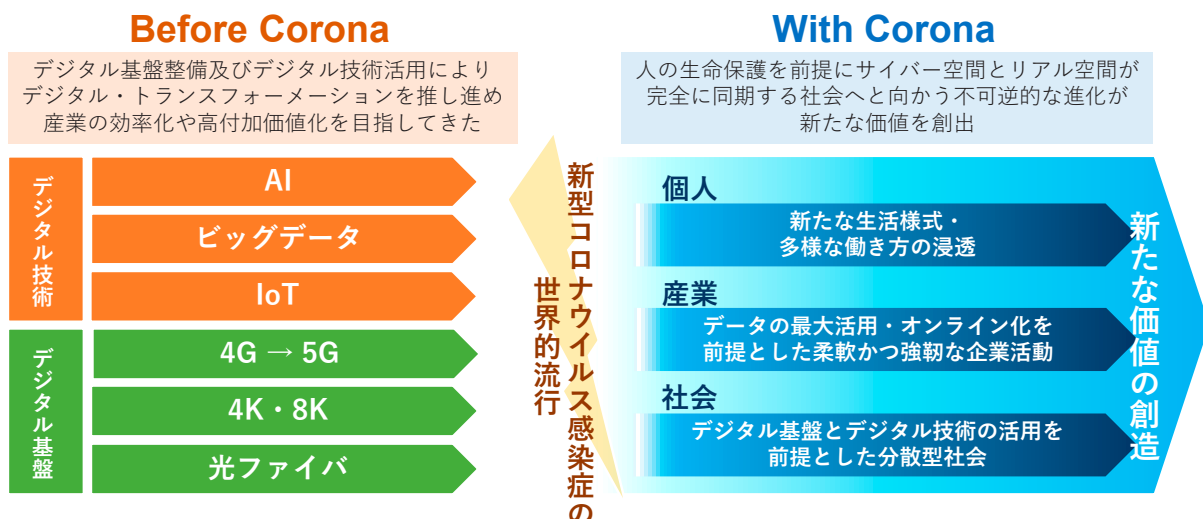 Before Corona
デジタル基盤整備及びデジタル技術活用により
デジタル・トランスフォーメーションを推し進め
産業の効率化や高付加価値化を目指してきた
デジタル技術
AI
ビッグデータ
IoT
デジタル基盤
4G → 5G
4K・8K
光ファイバ
新型コロナウイルス感染症の
世界的流行
With Corona
人の生命保護を前提にサイバー空間とリアル空間が
完全に同期する社会へと向かう不可逆的な進化が
新たな価値を創出
個人
新たな生活様式・
多様な働き方の浸透
産業
データの最大活用・オンライン化を
前提とした柔軟かつ強靭な企業活動
社会
デジタル基盤とデジタル技術の活用を
前提とした分散型社会
新たな価値の創造